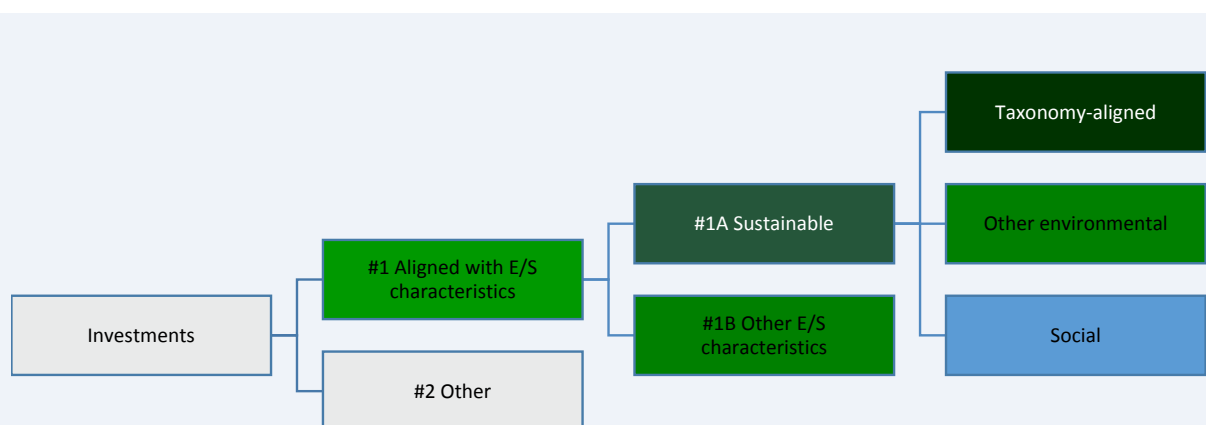 Investments
#1 Aligned with E/S
characteristics
#2 Other
#1A Sustainable
#1B Other E/S
characteristics
Taxonomy-aligned
Other environmental
Social